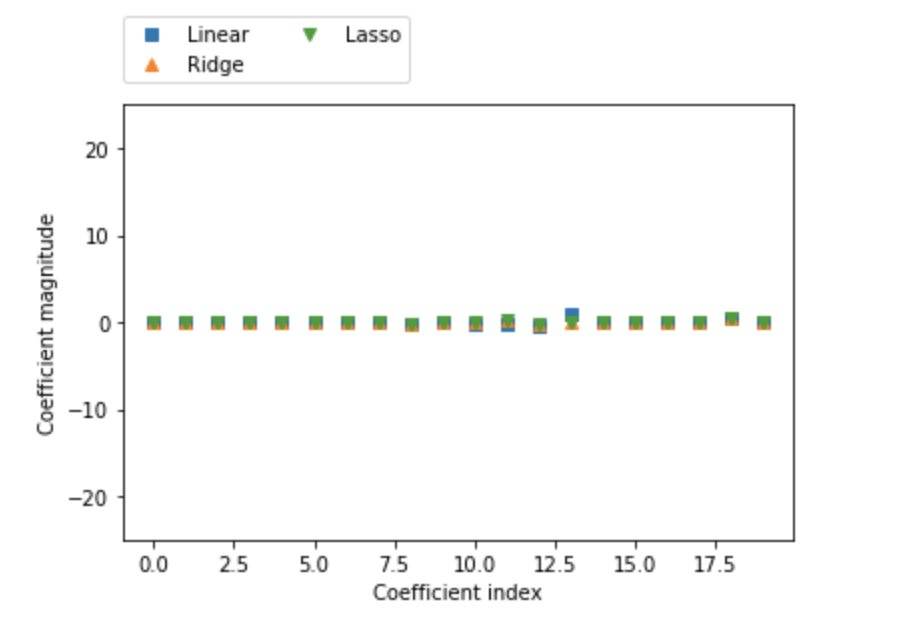 Linear
Ridge
Lasso
20
10
0
−10
−20
Coefficient magnitude
0.0 2.5 5.0 7.5 10.0 12.5 15.0 17.5
Coefficient index